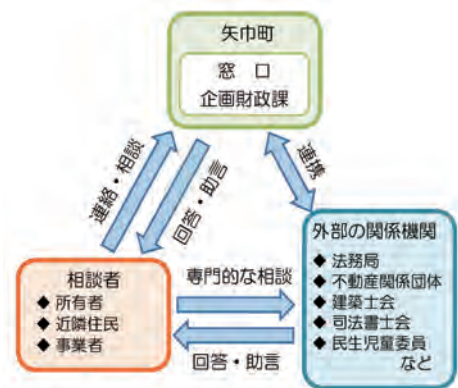 矢巾町
窓　口
企画財政課
連絡・相談
回答・助言
連携
外部の関係機関
◆ 法務局
◆ 不動産関係団体
◆ 建築士会
◆ 司法書士会
◆ 民生児童委員
など
相談者
◆ 所有者
◆ 近隣住民
◆ 事業者
専門的な相談
回答・助言